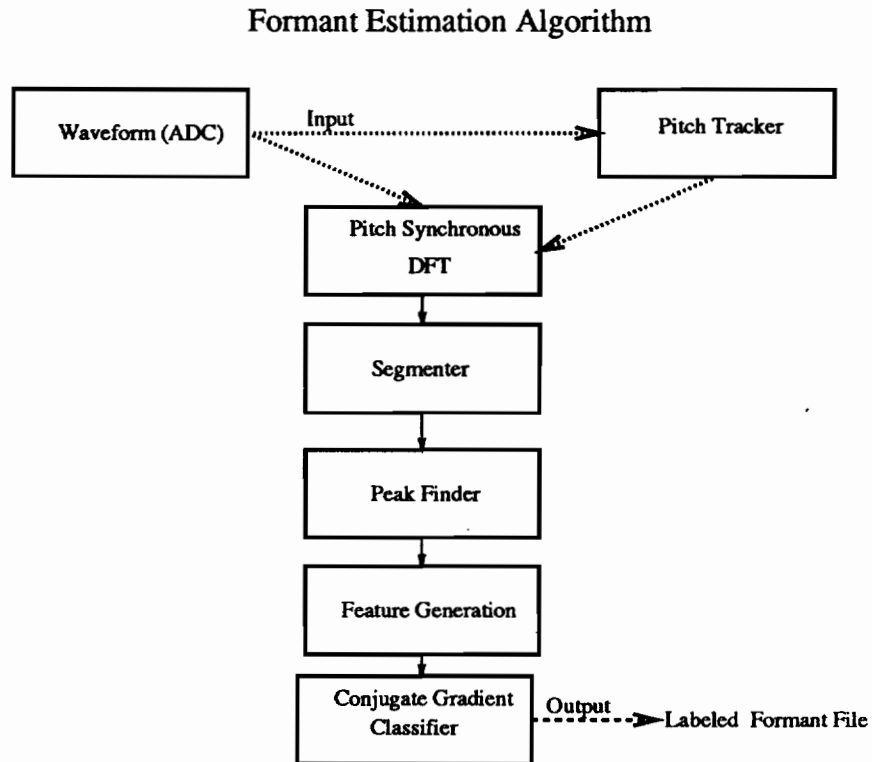 Formant Estimation Algorithm
Waveform (ADC)
Input
Pitch Tracker
Pitch Synchronous
DFT
Segmenter
Peak Finder
Feature Generation
Conjugate Gradient
Classifier
Output
Labeled Formant File